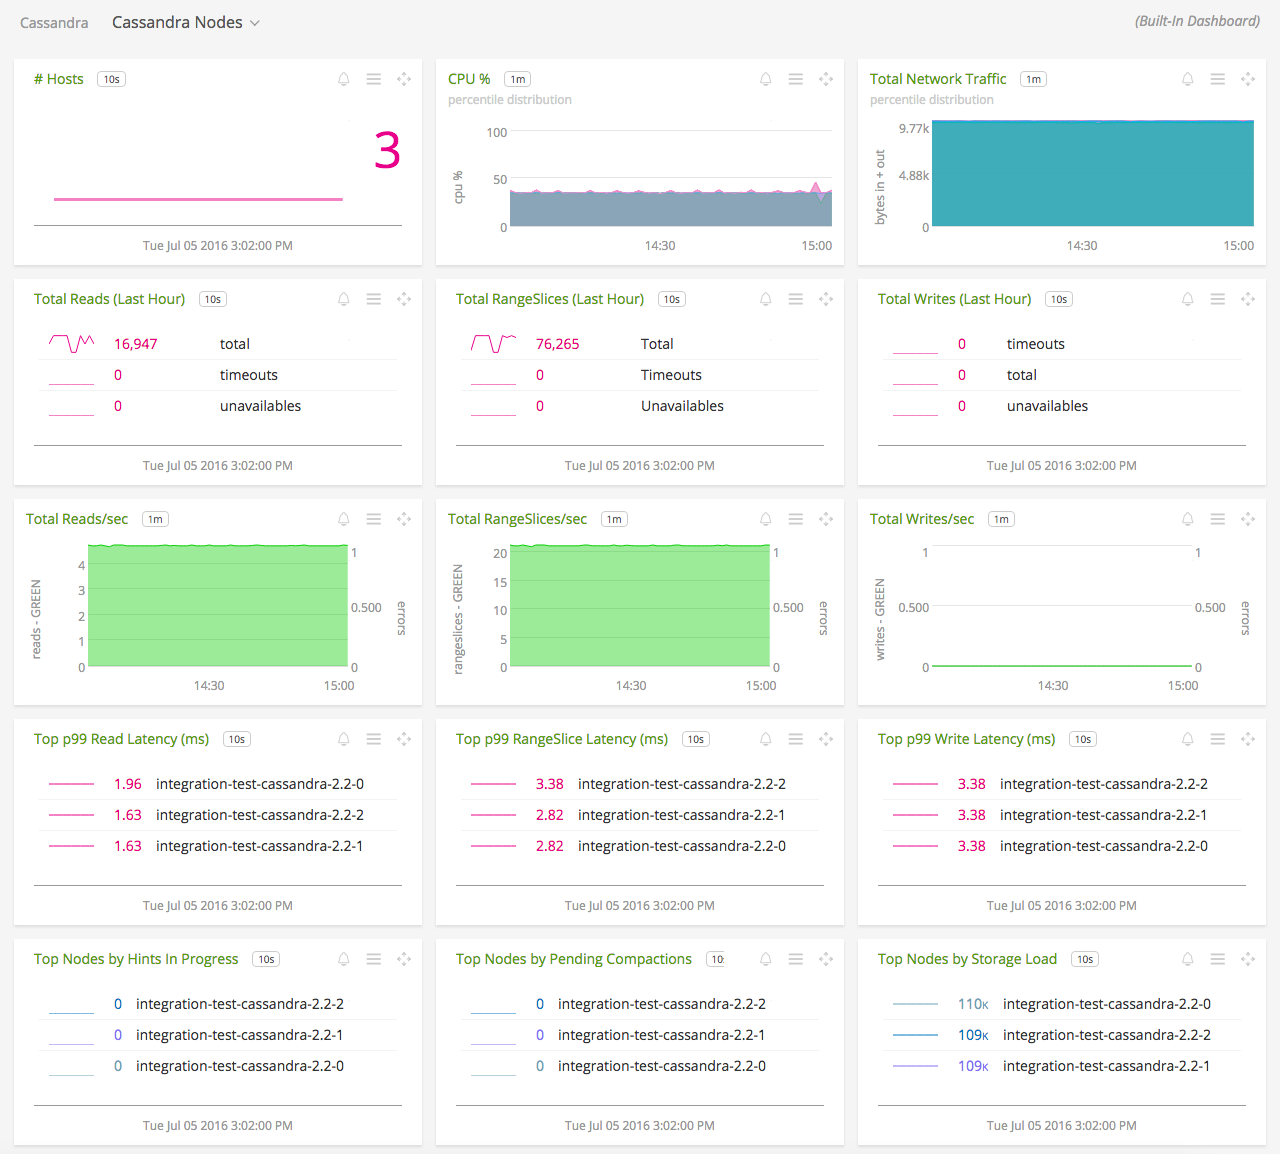 Cassandra Cassandra Nodes (Built-In Dashboard)
# Hosts 10s
3
Tue Jul 05 2016 3:02:00 PM
CPU % 1m
percentile distribution
cpu %
100
50
0
14:30 15:00
Total Network Traffic 1m
percentile distribution
bytes in + out
9.77k
4.88k
0
14:30 15:00
Total Reads (Last Hour) 10s
16,947 total
0 timeouts
0 unavailables
Tue Jul 05 2016 3:02:00 PM
Total RangeSlices (Last Hour) 10s
76,265 Total
0 Timeouts
0 Unavailables
Tue Jul 05 2016 3:02:00 PM
Total Writes (Last Hour) 10s
0 timeouts
0 total
0 unavailables
Tue Jul 05 2016 3:02:00 PM
Total Reads/sec 1m
reads - GREEN
4
3
2
1
0
1
0.500
0
errors
14:30 15:00
Total RangeSlices/sec 1m
rangeslices - GREEN
20
15
10
5
0
1
0.500
0
errors
14:30 15:00
Total Writes/sec 1m
writes - GREEN
1
0.500
0
1
0.500
0
errors
14:30 15:00
Top p99 Read Latency (ms) 10s
1.96 integration-test-cassandra-2.2-0
1.63 integration-test-cassandra-2.2-2
1.63 integration-test-cassandra-2.2-1
Tue Jul 05 2016 3:02:00 PM
Top p99 RangeSlice Latency (ms) 10s
3.38 integration-test-cassandra-2.2-2
2.82 integration-test-cassandra-2.2-1
2.82 integration-test-cassandra-2.2-0
Tue Jul 05 2016 3:02:00 PM
Top p99 Write Latency (ms) 10s
3.38 integration-test-cassandra-2.2-2
3.38 integration-test-cassandra-2.2-1
3.38 integration-test-cassandra-2.2-0
Tue Jul 05 2016 3:02:00 PM
Top Nodes by Hints In Progress 10s
0 integration-test-cassandra-2.2-2
0 integration-test-cassandra-2.2-1
0 integration-test-cassandra-2.2-0
Tue Jul 05 2016 3:02:00 PM
Top Nodes by Pending Compactions 10
0 integration-test-cassandra-2.2-2
0 integration-test-cassandra-2.2-1
0 integration-test-cassandra-2.2-0
Tue Jul 05 2016 3:02:00 PM
Top Nodes by Storage Load 10s
110K integration-test-cassandra-2.2-0
109K integration-test-cassandra-2.2-2
109K integration-test-cassandra-2.2-1
Tue Jul 05 2016 3:02:00 PM